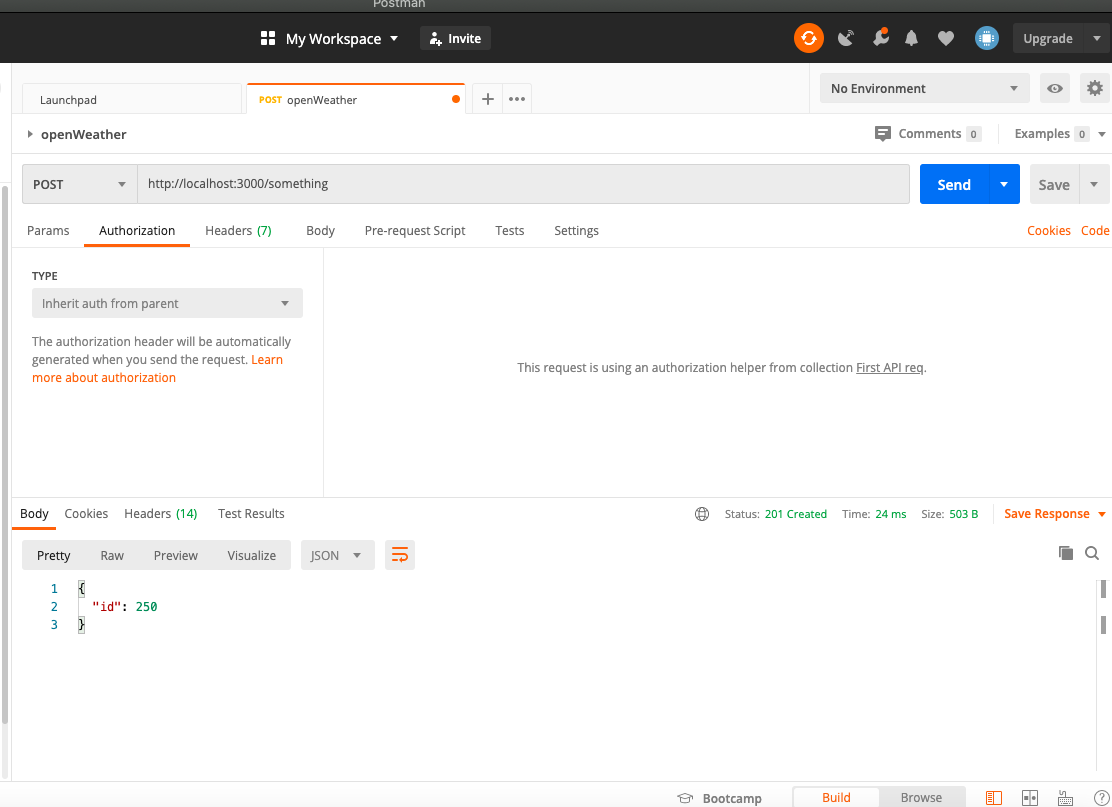 Postman
My Workspace Invite Upgrade
Launchpad POST openWeather No Environment
openWeather Comments 0 Examples 0
POST http://localhost:3000/something Send Save
Params Authorization Headers (7) Body Pre-request Script Tests Settings Cookies Code
TYPE
Inherit auth from parent
The authorization header will be automatically
generated when you send the request. Learn
more about authorization
This request is using an authorization helper from collection First API req.
Body Cookies Headers (14) Test Results Status: 201 Created Time: 24 ms Size: 503 B Save Response
Pretty Raw Preview Visualize JSON
1 {
2 "id": 250
3 }
Bootcamp Build Browse